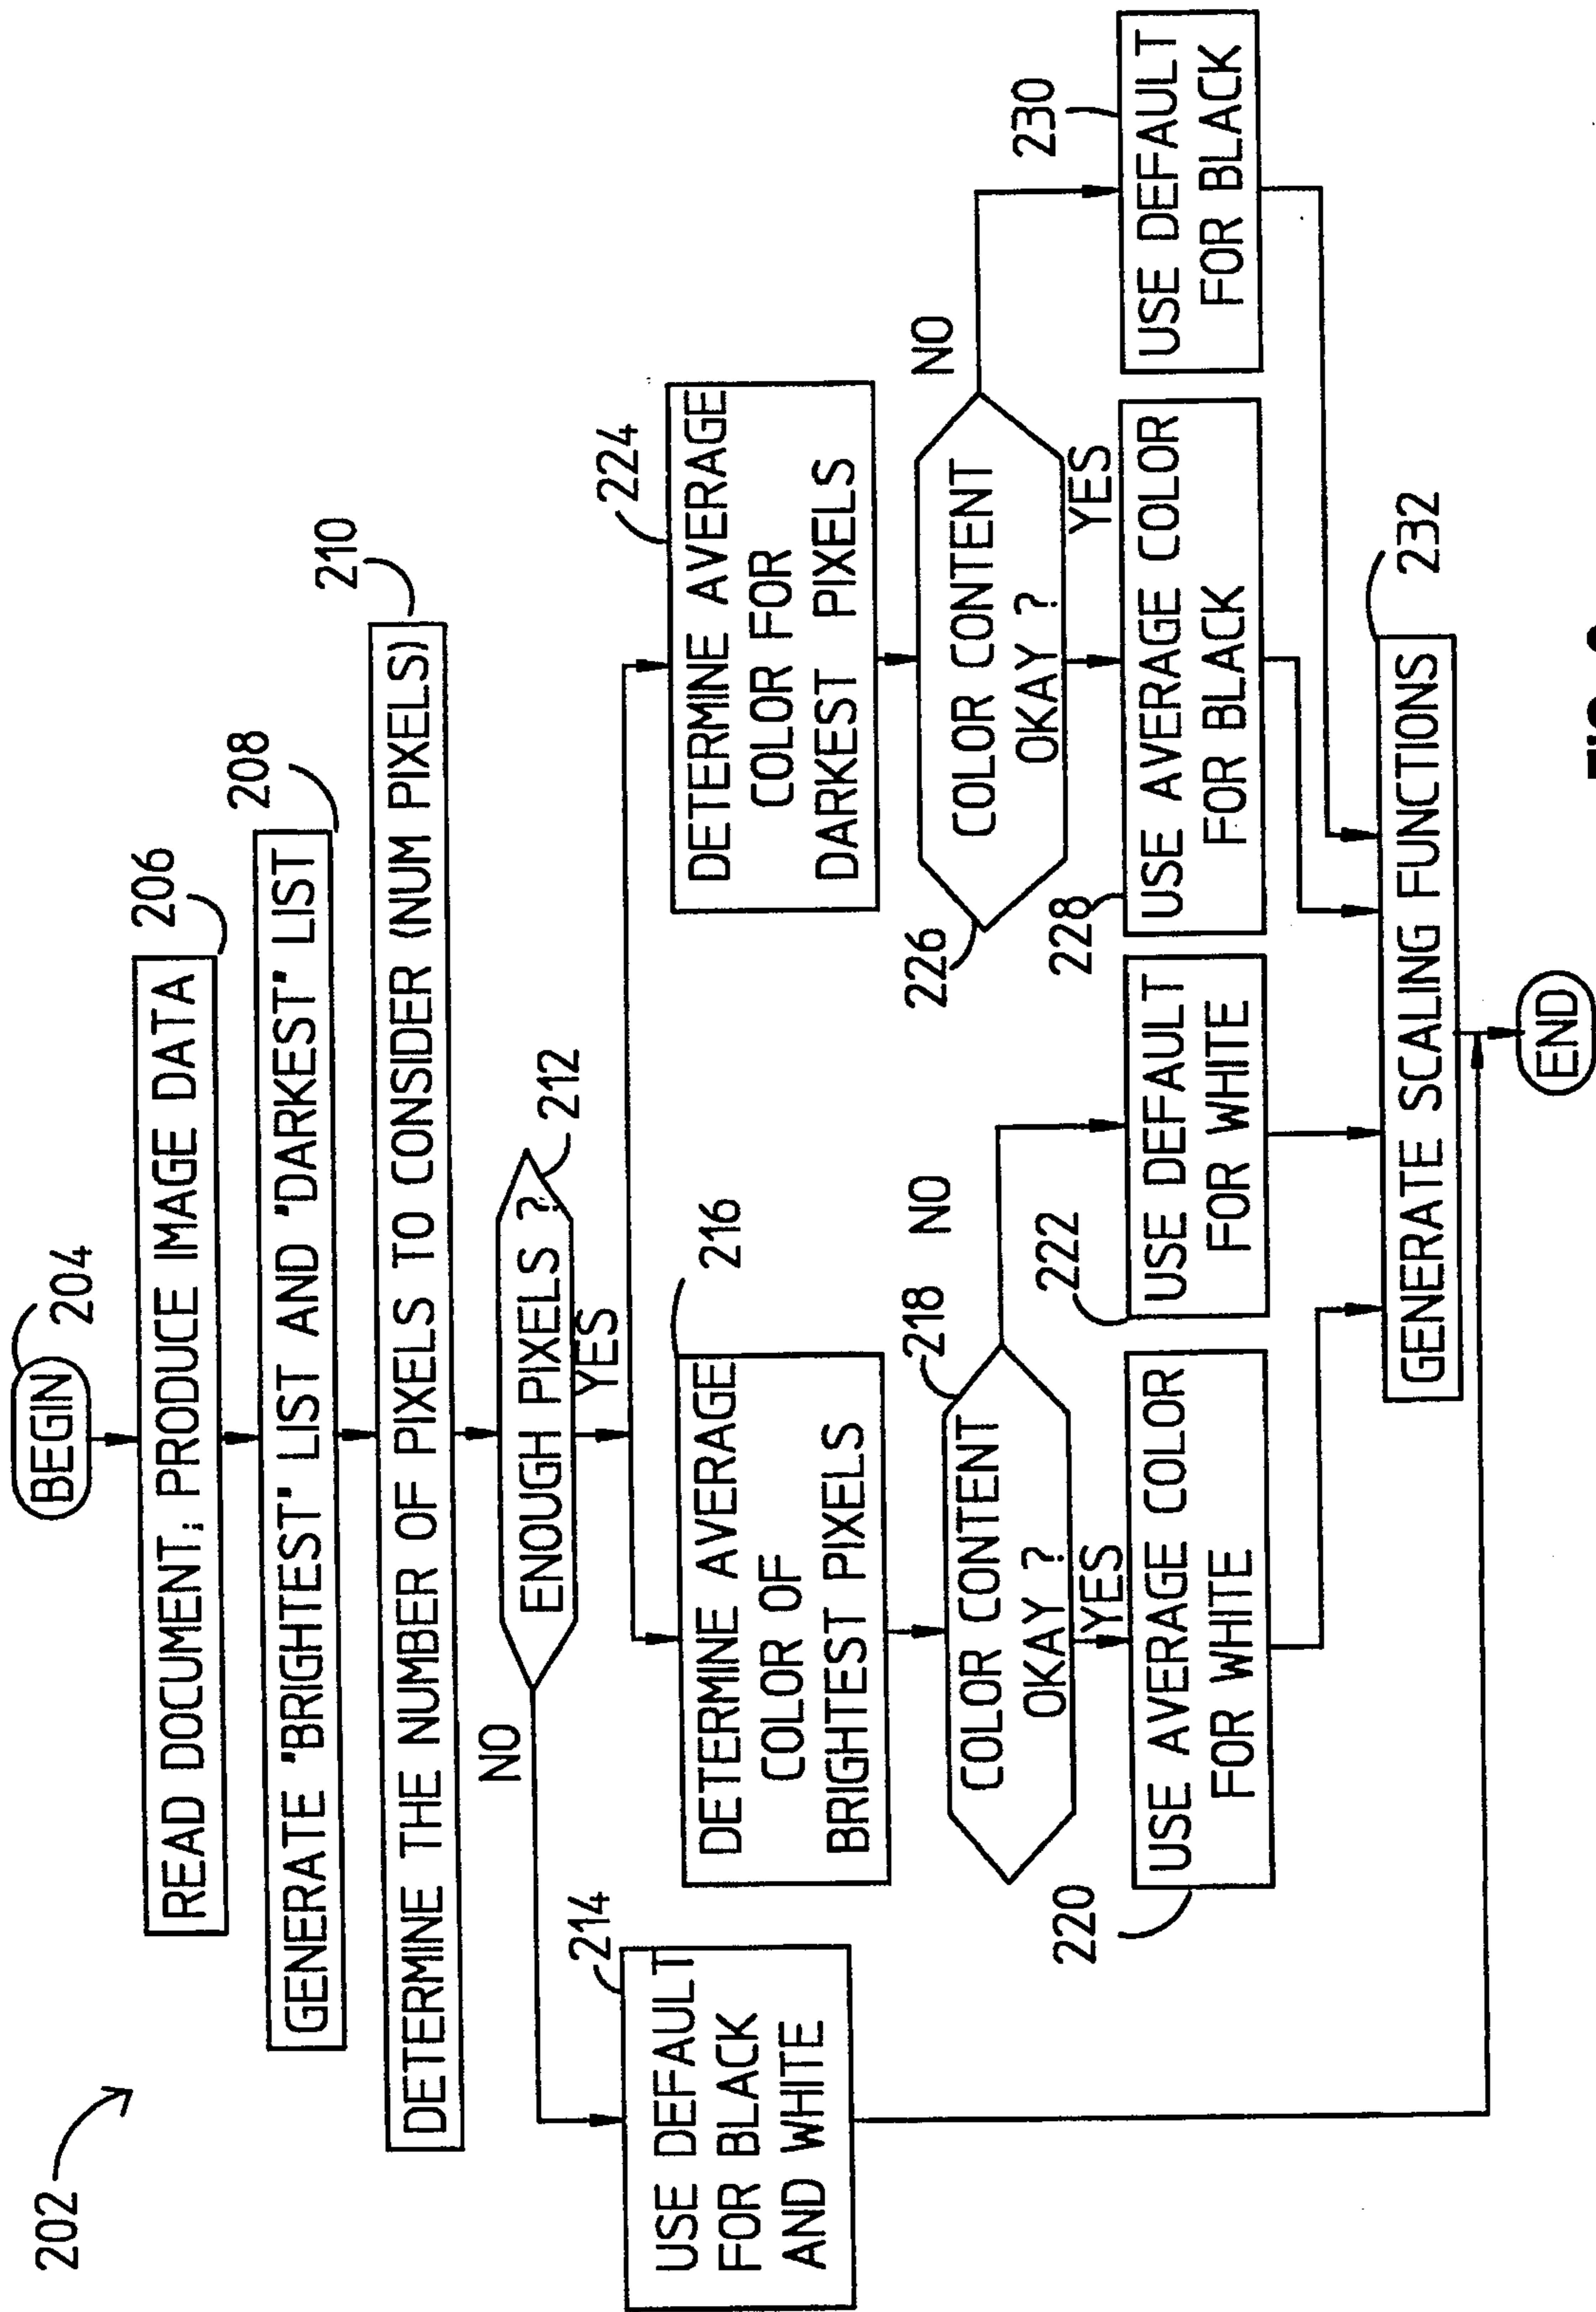 202
BEGIN
204
READ DOCUMENT; PRODUCE IMAGE DATA
206
GENERATE "BRIGHTEST" LIST AND "DARKEST" LIST
208
DETERMINE THE NUMBER OF PIXELS TO CONSIDER (NUM PIXELS)
210
NO
ENOUGH PIXELS ?
212
YES
214
USE DEFAULT
FOR BLACK
AND WHITE
216
DETERMINE AVERAGE
COLOR OF
BRIGHTEST PIXELS
224
DETERMINE AVERAGE
COLOR FOR
DARKEST PIXELS
218
COLOR CONTENT
OKAY ?
NO
YES
226
COLOR CONTENT
OKAY ?
NO
YES
220
USE AVERAGE COLOR
FOR WHITE
222
USE DEFAULT
FOR WHITE
228
USE AVERAGE COLOR
FOR BLACK
230
USE DEFAULT
FOR BLACK
GENERATE SCALING FUNCTIONS
232
END